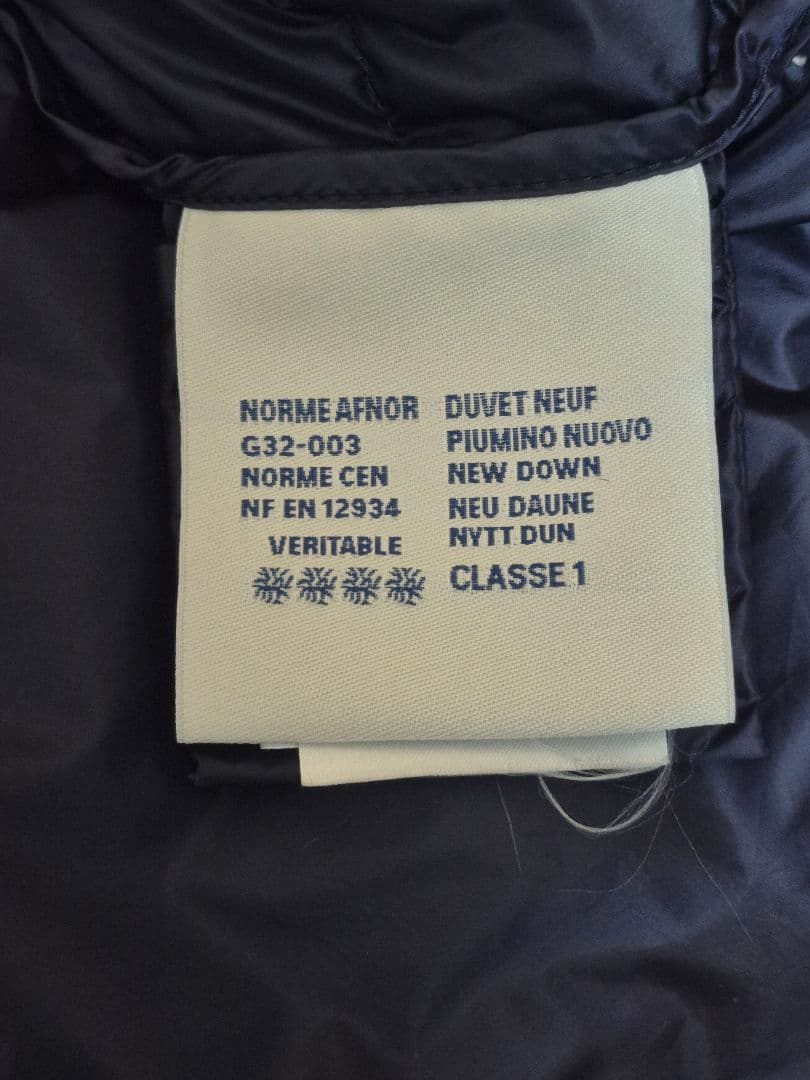 NORME AFNOR
G32-003
NORME CEN
NF EN 12934
VERITABLE
DUVET NEUF
PIUMINO NUOVO
NEW DOWN
NEU DAUNE
NYTT DUN
CLASSE 1